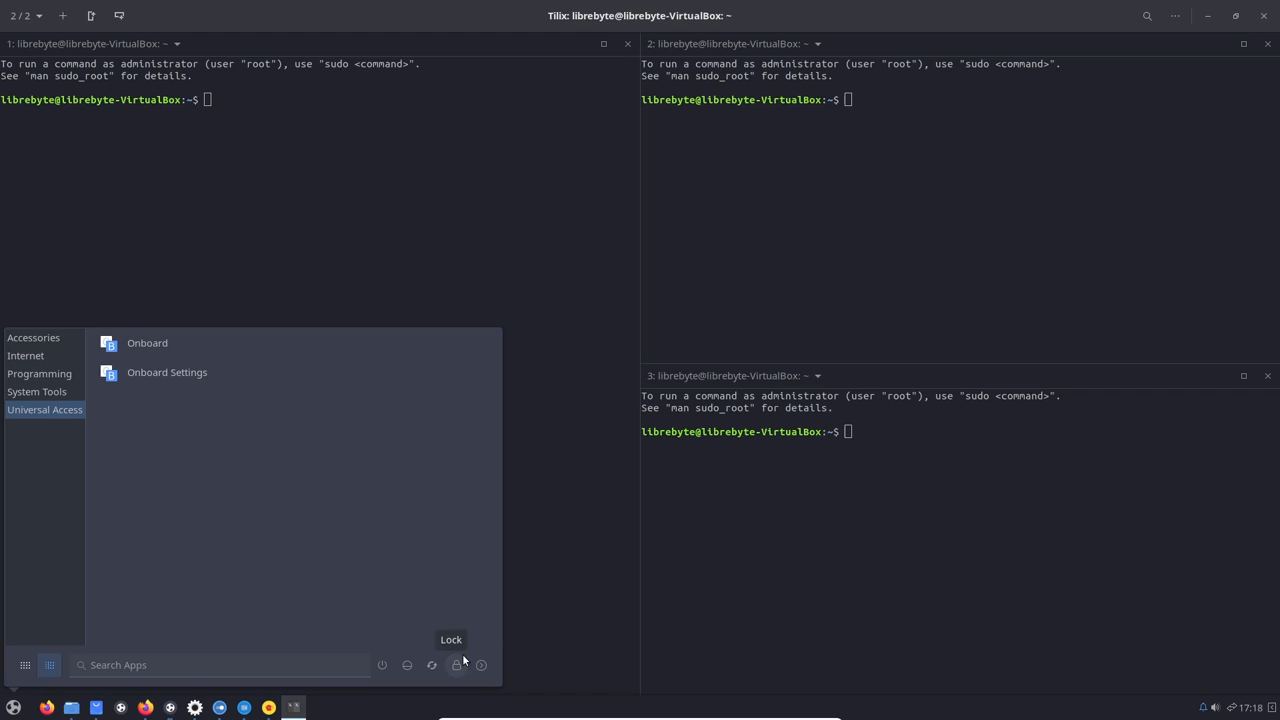 2 / 2
Tilix: librebyte@librebyte-VirtualBox: ~
1: librebyte@librebyte-VirtualBox: ~
To run a command as administrator (user "root"), use "sudo <command>".
See "man sudo_root" for details.
librebyte@librebyte-VirtualBox:~$
2: librebyte@librebyte-VirtualBox: ~
To run a command as administrator (user "root"), use "sudo <command>".
See "man sudo_root" for details.
librebyte@librebyte-VirtualBox:~$
3: librebyte@librebyte-VirtualBox: ~
To run a command as administrator (user "root"), use "sudo <command>".
See "man sudo_root" for details.
librebyte@librebyte-VirtualBox:~$
Accessories
Internet
Programming
System Tools
Universal Access
Onboard
Onboard Settings
Lock
Search Apps
17:18